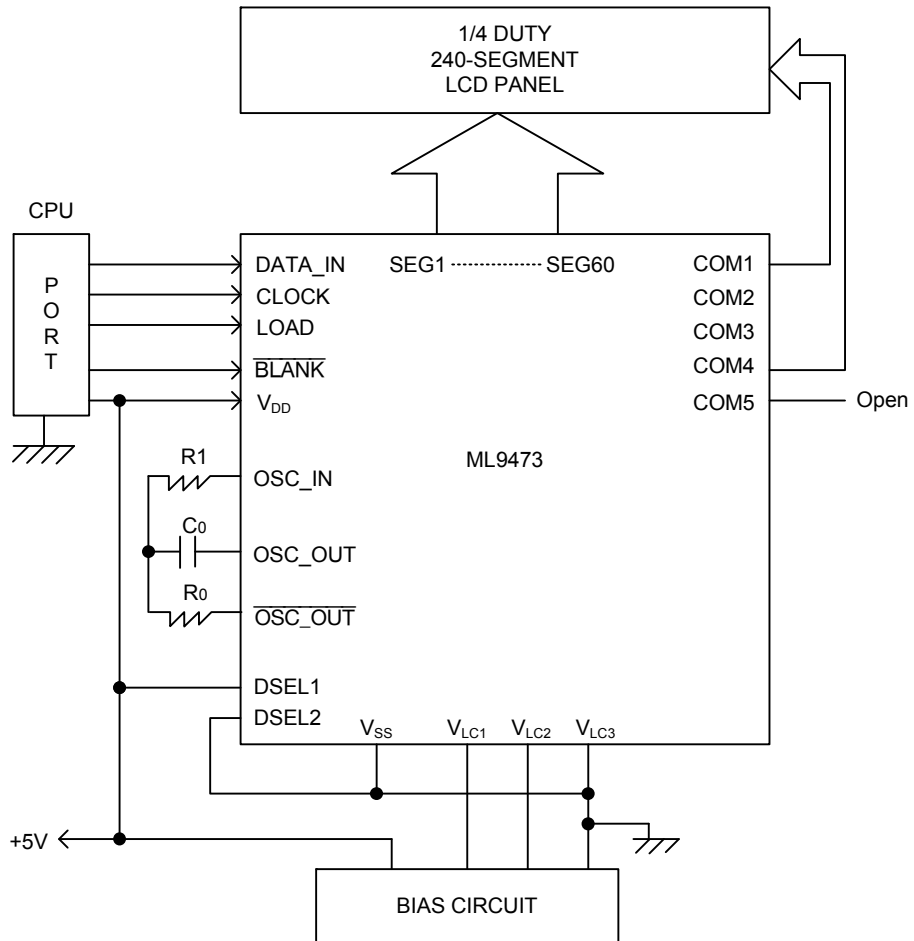 1/4 DUTY
240-SEGMENT
LCD PANEL
CPU
PORT
DATA_IN
CLOCK
LOAD
BLANK
VDD
SEG1 SEG60
COM1
COM2
COM3
COM4
COM5
Open
ML9473
R1
OSC_IN
C0
OSC_OUT
R0
OSC_OUT
DSEL1
DSEL2
VSS VLC1 VLC2 VLC3
+5V
BIAS CIRCUIT